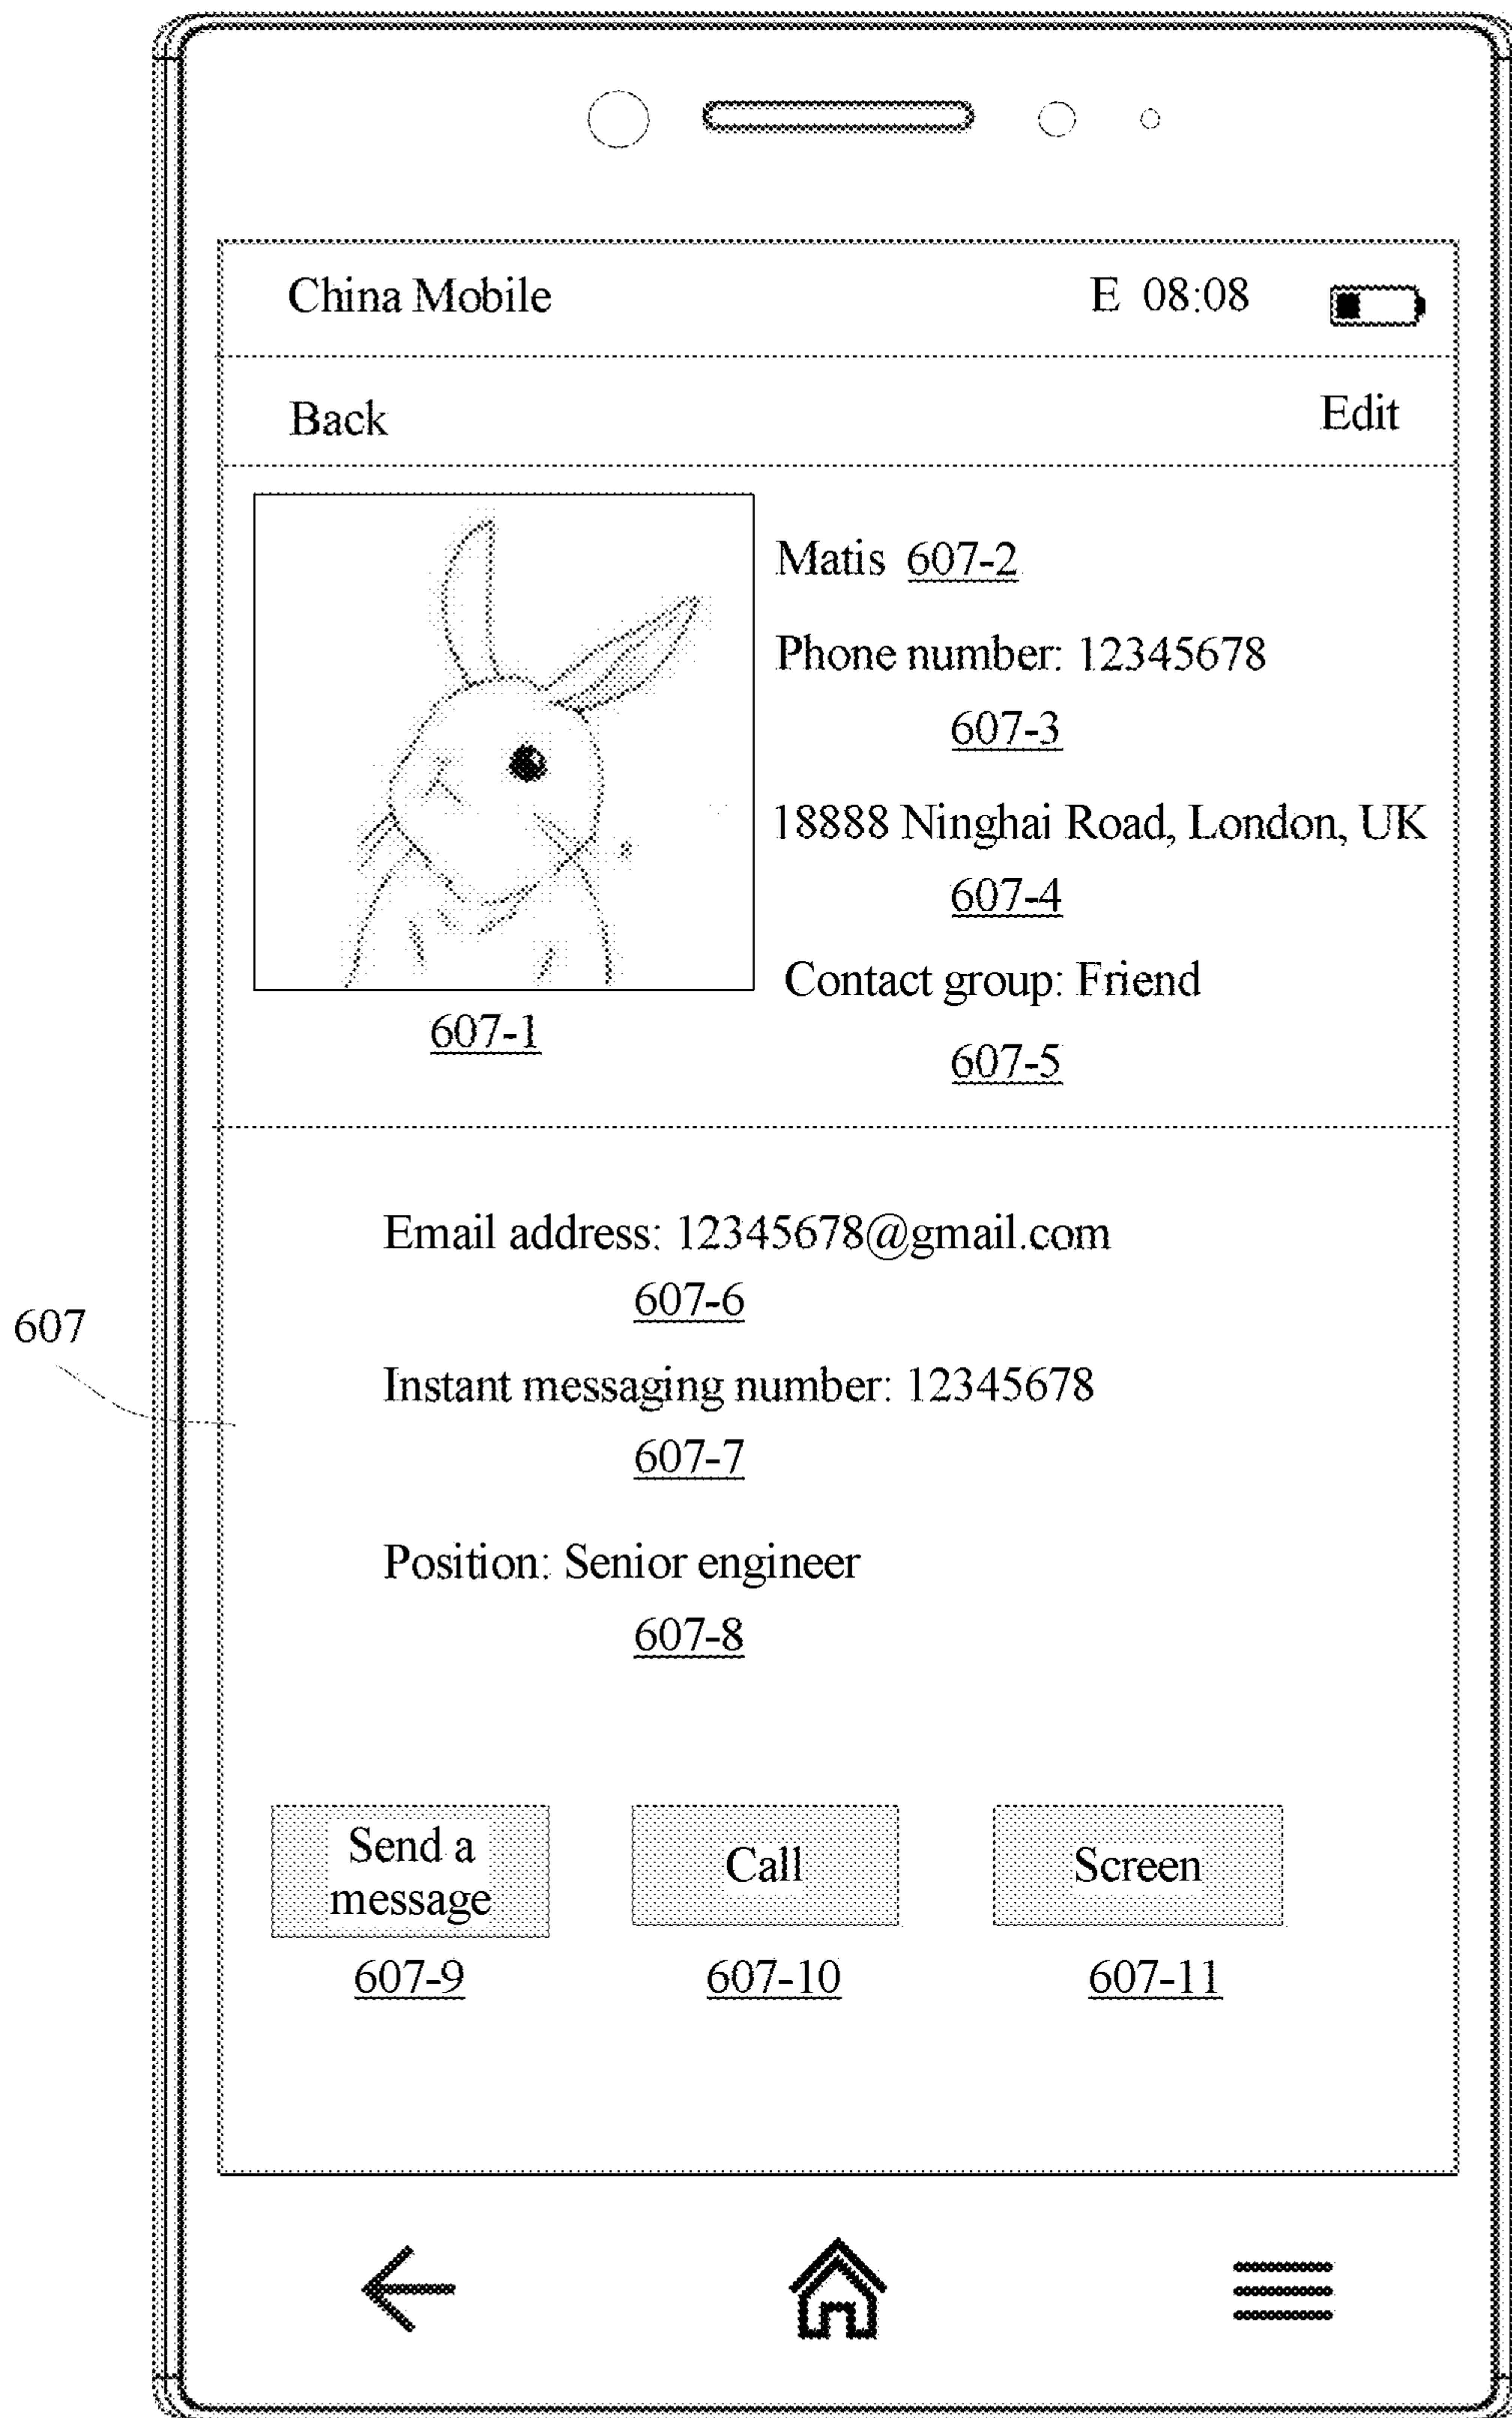 China Mobile E 08:08
Back Edit
Matis 607-2
Phone number: 12345678
607-3
18888 Ninghai Road, London, UK
607-4
Contact group: Friend
607-1
607-5
Email address: 12345678@gmail.com
607-6
607
Instant messaging number: 12345678
607-7
Position: Senior engineer
607-8
Send a
message
Call
Screen
607-9 607-10 607-11